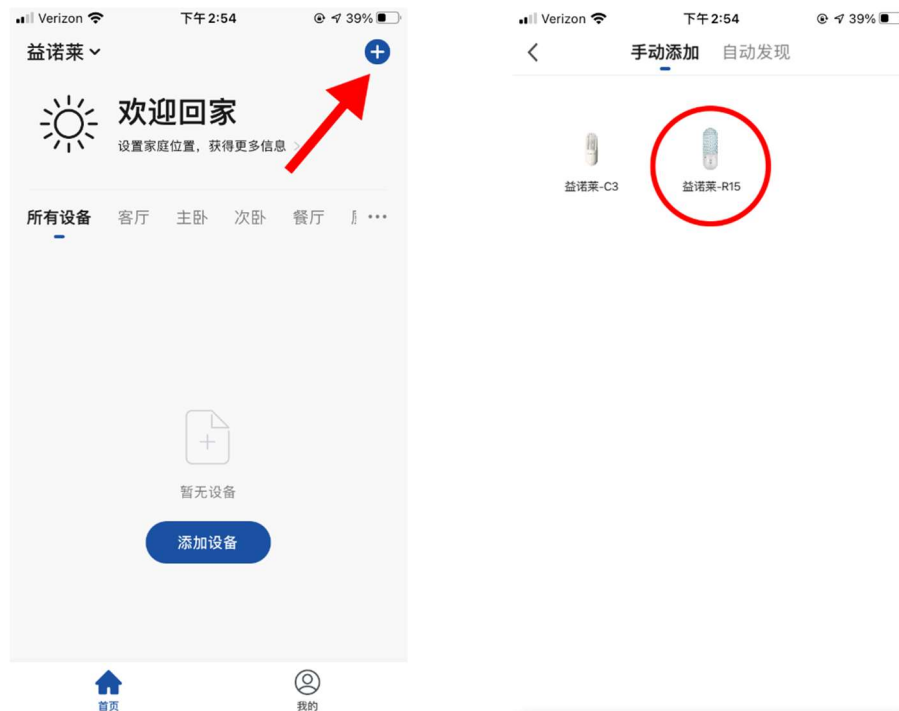 Verizon 下午2:54 39%
益诺莱
欢迎回家
设置家庭位置，获得更多信息
所有设备 客厅 主卧 次卧 餐厅
暂无设备
添加设备
首页 我的
Verizon 下午2:54 39%
手动添加 自动发现
益诺莱-C3 益诺莱-R15